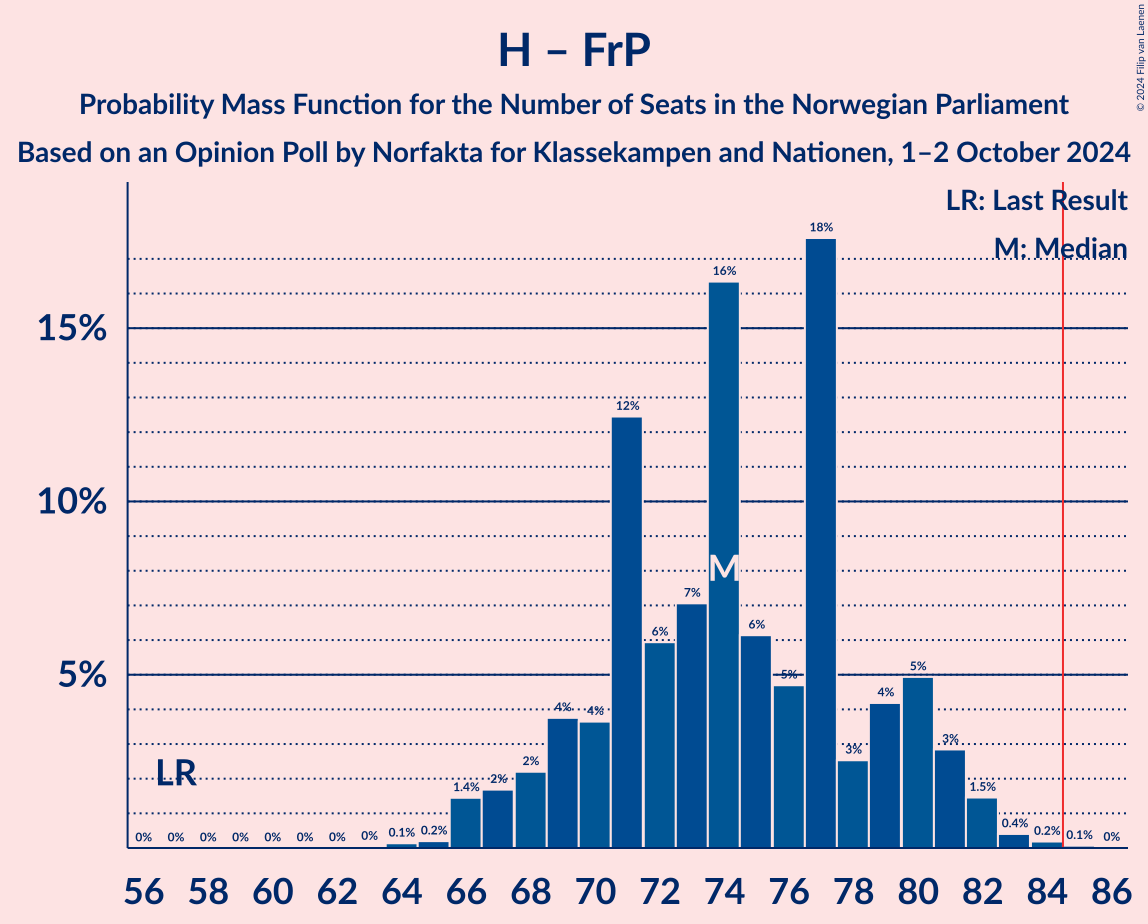 H – FrP
Probability Mass Function for the Number of Seats in the Norwegian Parliament
Based on an Opinion Poll by Norfakta for Klassekampen and Nationen, 1–2 October 2024
© 2024 Filip van Laenen
LR: Last Result
M: Median
15%
10%
5%
LR
M
0% 0% 0% 0% 0% 0% 0% 0% 0.1% 0.2% 1.4% 2% 2% 4% 4% 12% 6% 7% 16% 6% 5% 18% 3% 4% 5% 3% 1.5% 0.4% 0.2% 0.1% 0%
56 58 60 62 64 66 68 70 72 74 76 78 80 82 84 86